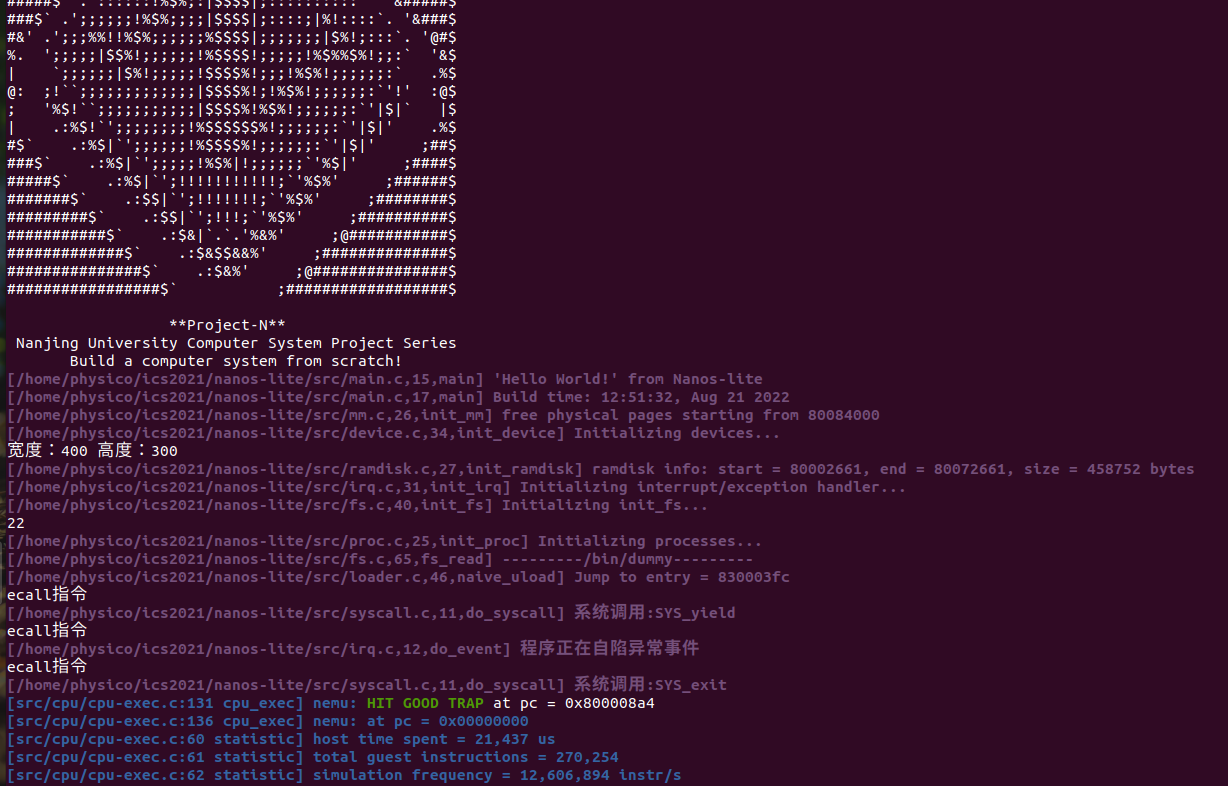 #####$` .`::::::!%$%;:|$$$$|;::::::::::` `&#####$
###$` .';;;;;;!%$%;;;;|$$$$|;::::;|%!::::`. '&###$
#&' .';;;%%!!%$%;;;;;;%$$$$|;;;;;;;|$%!;:::`. '@#$
%.  ';;;;;|$$%!;;;;;;!%$$$$!;;;;;!%$%%$%!;;:`  '&$
|    `;;;;;;|$%!;;;;;!$$$$%!;;;!%$%!;;;;;;:`   .%$
@:  ;!``;;;;;;;;;;;;;|$$$$%!;!%$%!;;;;;;:`'!'  :@$
;   '%$!``;;;;;;;;;;;|$$$$%!%$%!;;;;;;:`'|$|`   |$
|    .:%$!`';;;;;;;;!%$$$$$$%!;;;;;;:`'|$|'    .%$
#$`    .:%$|`';;;;;;!%$$$$%!;;;;;;:`'|$|'     ;##$
###$`    .:%$|`';;;;;!%$%|!;;;;;;`'%$|'     ;####$
#####$`    .:%$|`';!!!!!!!!!!!;`'%$%'     ;######$
#######$`    .:$$|`';!!!!!!!;`'%$%'     ;########$
#########$`    .:$$|`';!!!;`'%$%'     ;##########$
###########$`    .:$&|`.`.'%&%'     ;@###########$
#############$`    .:$&$$&&%'     ;##############$
###############$`    .:$&%'     ;@###############$
#################$`           ;##################$
**Project-N**
Nanjing University Computer System Project Series
Build a computer system from scratch!
[/home/physico/ics2021/nanos-lite/src/main.c,15,main] 'Hello World!' from Nanos-lite
[/home/physico/ics2021/nanos-lite/src/main.c,17,main] Build time: 12:51:32, Aug 21 2022
[/home/physico/ics2021/nanos-lite/src/mm.c,26,init_mm] free physical pages starting from 80084000
[/home/physico/ics2021/nanos-lite/src/device.c,34,init_device] Initializing devices...
宽度：400 高度：300
[/home/physico/ics2021/nanos-lite/src/ramdisk.c,27,init_ramdisk] ramdisk info: start = 80002661, end = 80072661, size = 458752 bytes
[/home/physico/ics2021/nanos-lite/src/irq.c,31,init_irq] Initializing interrupt/exception handler...
[/home/physico/ics2021/nanos-lite/src/fs.c,40,init_fs] Initializing init_fs...
22
[/home/physico/ics2021/nanos-lite/src/proc.c,25,init_proc] Initializing processes...
[/home/physico/ics2021/nanos-lite/src/fs.c,65,fs_read] ---------/bin/dummy---------
[/home/physico/ics2021/nanos-lite/src/loader.c,46,naive_uload] Jump to entry = 830003fc
ecall指令
[/home/physico/ics2021/nanos-lite/src/syscall.c,11,do_syscall] 系统调用:SYS_yield
ecall指令
[/home/physico/ics2021/nanos-lite/src/irq.c,12,do_event] 程序正在自陷异常事件
ecall指令
[/home/physico/ics2021/nanos-lite/src/syscall.c,11,do_syscall] 系统调用:SYS_exit
[src/cpu/cpu-exec.c:131 cpu_exec] nemu: HIT GOOD TRAP at pc = 0x800008a4
[src/cpu/cpu-exec.c:136 cpu_exec] nemu: at pc = 0x00000000
[src/cpu/cpu-exec.c:60 statistic] host time spent = 21,437 us
[src/cpu/cpu-exec.c:61 statistic] total guest instructions = 270,254
[src/cpu/cpu-exec.c:62 statistic] simulation frequency = 12,606,894 instr/s